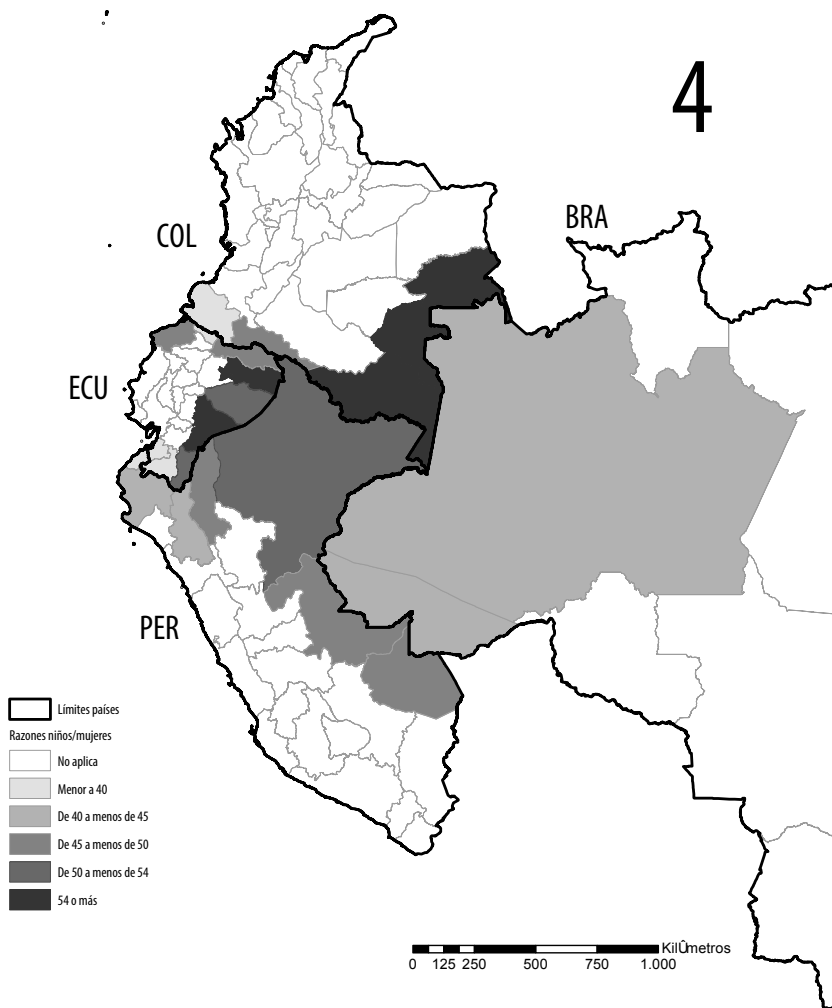 4
BRA
COL
ECU
PER
Límites países
Razones niños/mujeres
No aplica
Menor a 40
De 40 a menos de 45
De 45 a menos de 50
De 50 a menos de 54
54 o más
KilÛmetros
0 125 250 500 750 1.000